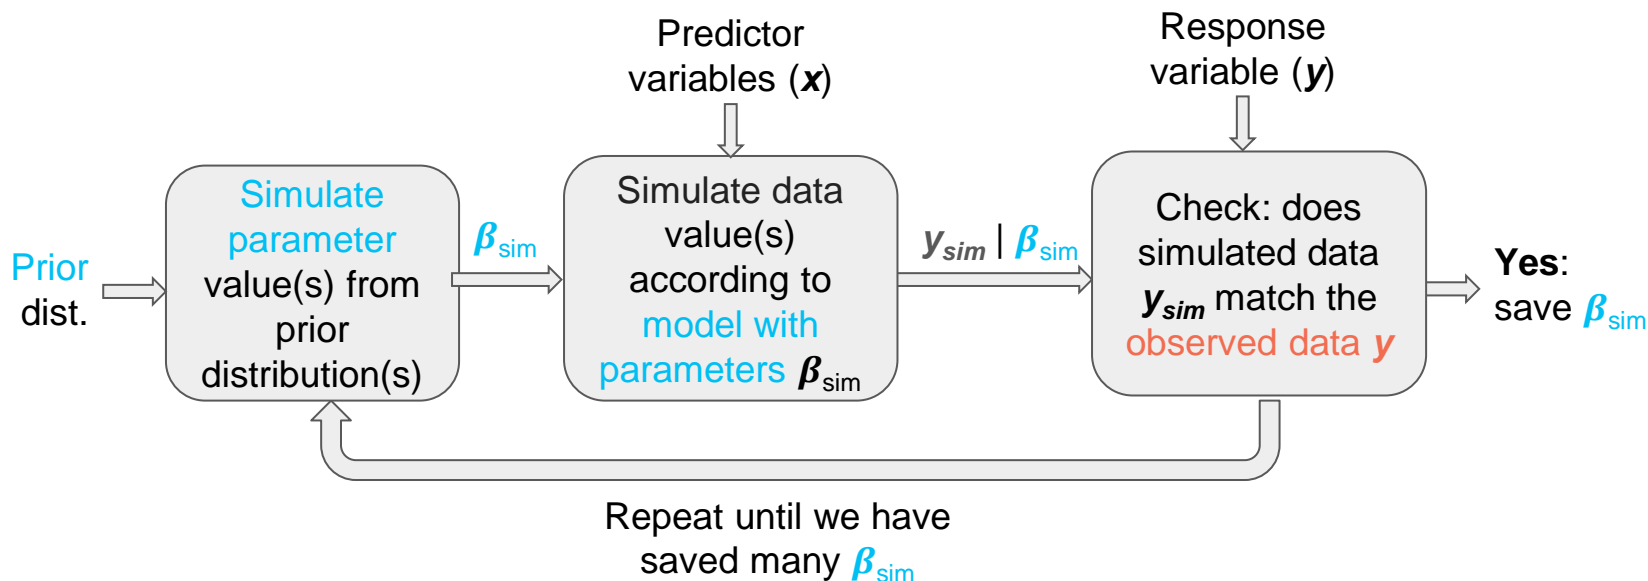 Predictor
variables (x)
Response
variable (y)
Prior
dist.
Simulate
parameter
value(s) from
prior
distribution(s)
βsim
Simulate data
value(s)
according to
model with
parameters βsim
ysim | βsim
Check: does
simulated data
ysim match the
observed data y
Yes:
save βsim
Repeat until we have
saved many βsim